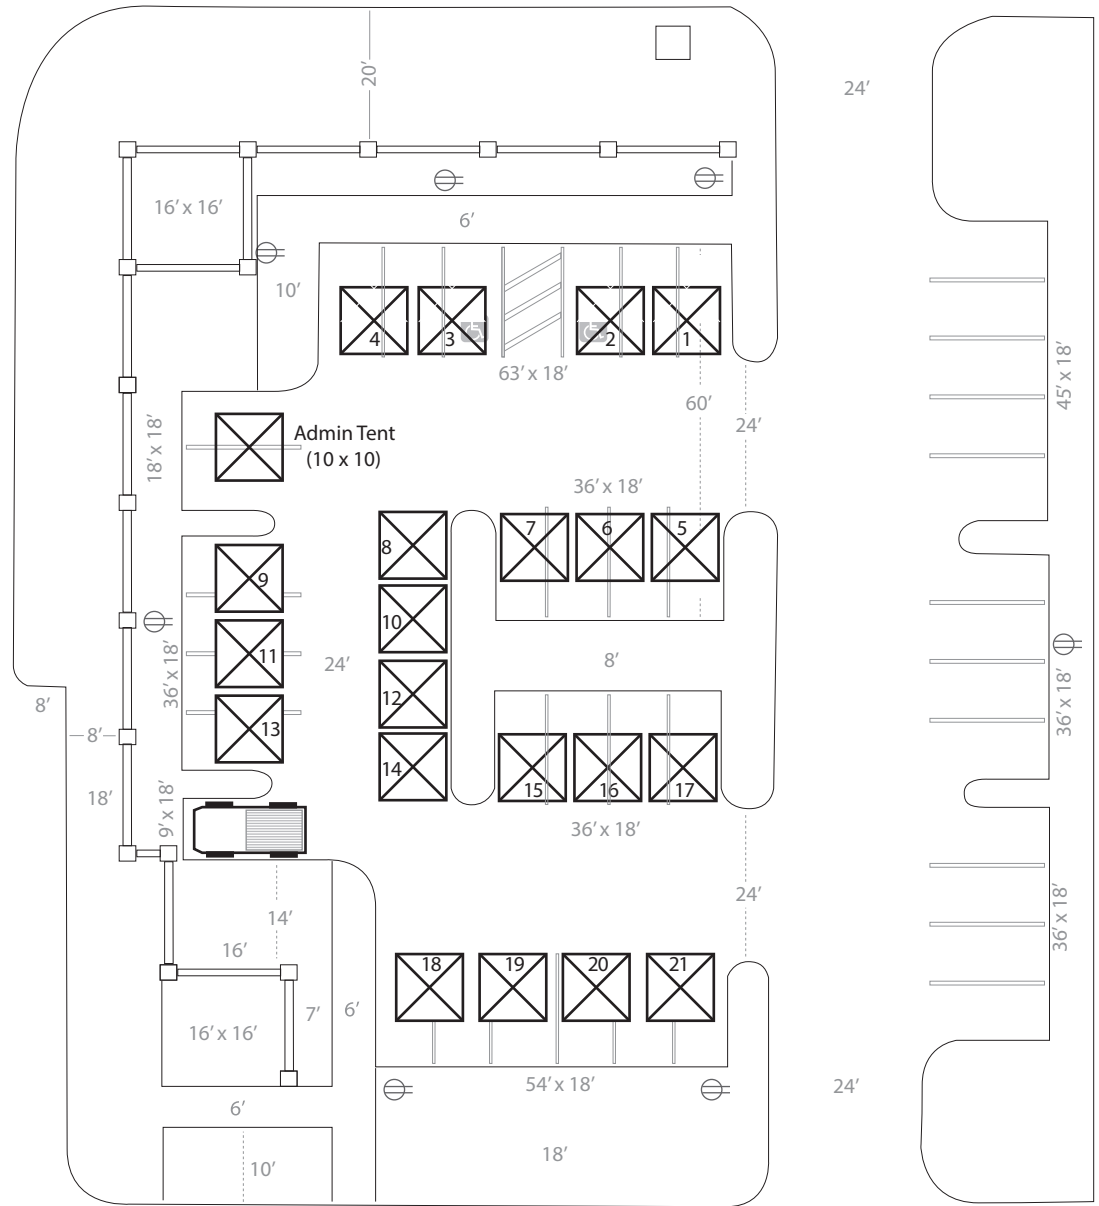 20’
24’
16’ x 16’
6’
10’
4
3
2
1
63’ x 18’
45’ x 18’
60’
24’
18’ x 18’
Admin Tent
(10 x 10)
36’ x 18’
7
6
5
8
9
10
11
24’
8’
36’ x 18’
12
13
14
15
16
17
36’ x 18’
8’
8’
18’
9’ x 18’
36’ x 18’
24’
14’
36’ x 18’
16’
18
19
20
21
16’ x 16’
7’
6’
54’ x 18’
24’
6’
10’
18’